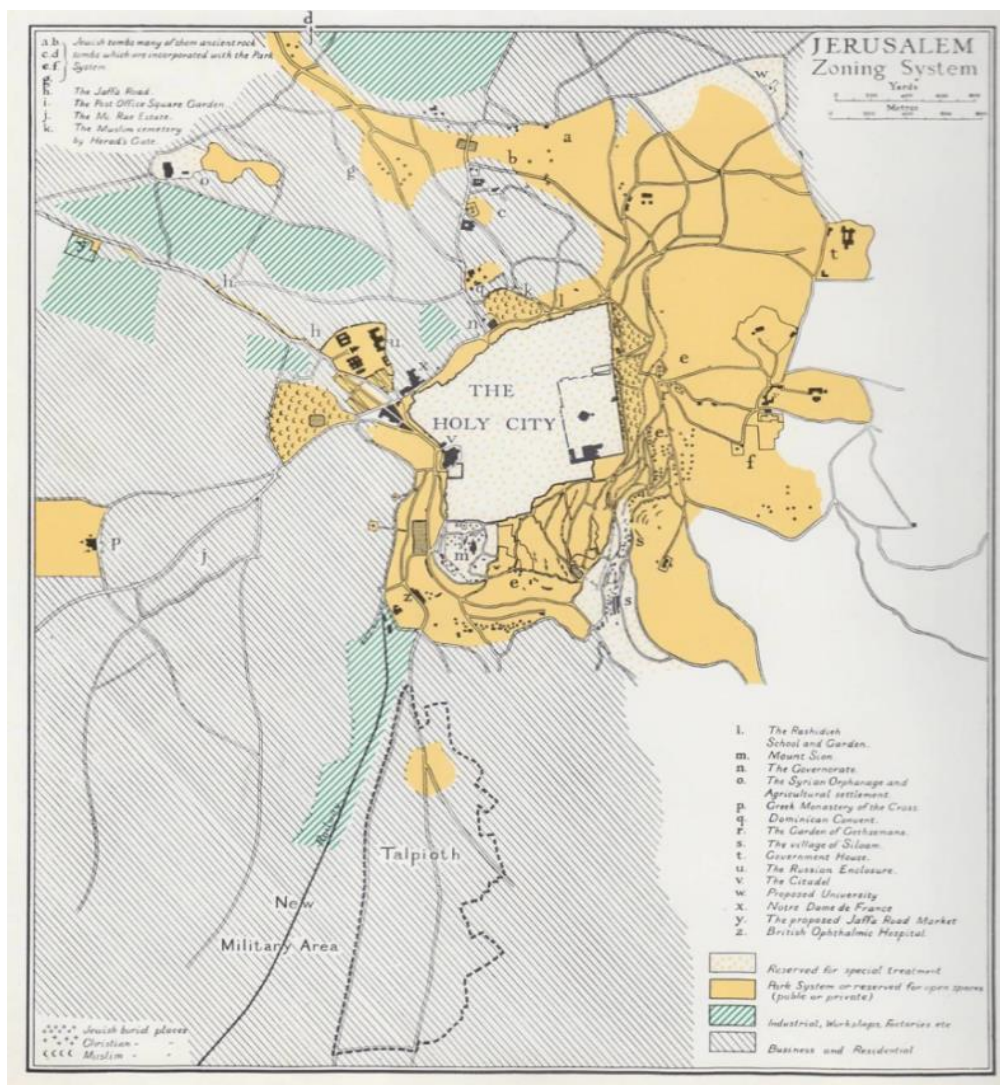 d
a.b
c.d
e.f
g
Jewish tombs many of them ancient rock
tombs which are incorporated with the Park
System
h. The Jaffa Road.
i. The Post Office Square Garden.
j. The Mc Rae Estate.
k. The Muslim cemetery
by Herod's Gate.
JERUSALEM
Zoning System
Yards
Metres
w
a
b
g
o
c
y
t
h
q
k
l
n
h
u
x
e
THE
HOLY CITY
v
e
f
p
j
m
s
e
z
s
Talpioth
New
Military Area
l. The Rashidieh
School and Garden.
m. Mount Sion
n. The Governorate.
o. The Syrian Orphanage and
Agricultural settlement.
p. Greek Monastery of the Cross
q. Dominican Convent.
r. The Garden of Gethsemane.
s. The village of Siloam.
t. Government House.
u. The Russian Enclosure.
v. The Citadel
w. Proposed University
x. Notre Dame de France
y. The proposed Jaffa Road Market
z. British Ophthalmic Hospital.
Reserved for special treatment
Park System or reserved for open spaces
(public or private)
Industrial, Workshops, Factories etc
Business and Residential
Jewish burial places
Christian - -
Muslim - -